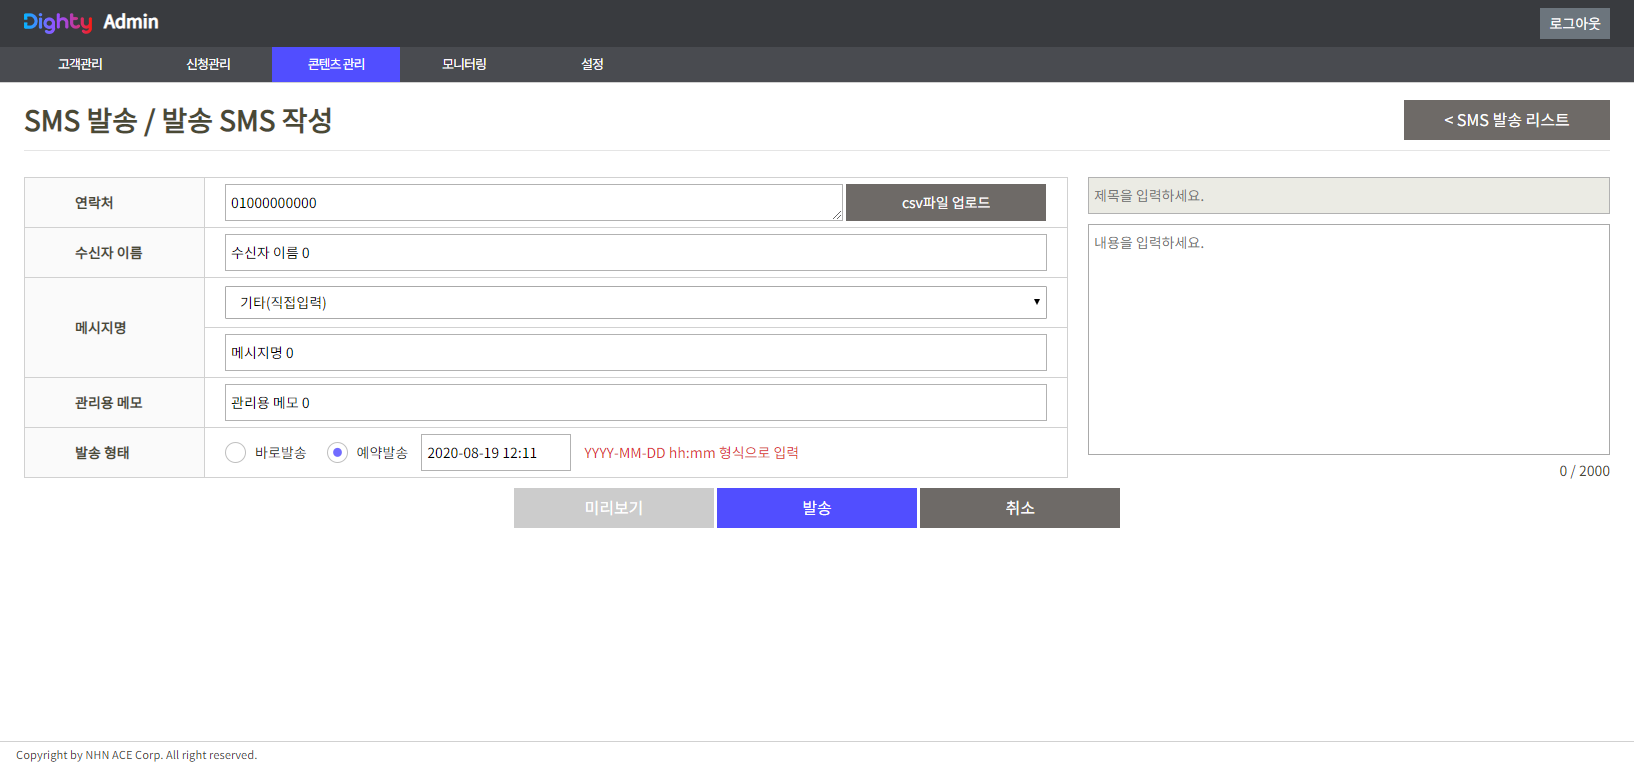 Dighty Admin
로그아웃
고객관리 신청관리 콘텐츠 관리 모니터링 설정
SMS 발송 / 발송 SMS 작성
< SMS 발송 리스트
연락처 01000000000 csv파일 업로드
수신자 이름 수신자 이름 0
메시지명 기타(직접입력)
메시지명 0
관리용 메모 관리용 메모 0
발송 형태 바로발송 예약발송 2020-08-19 12:11 YYYY-MM-DD hh:mm 형식으로 입력
제목을 입력하세요.
내용을 입력하세요.
0 / 2000
미리보기 발송 취소
Copyright by NHN ACE Corp. All right reserved.